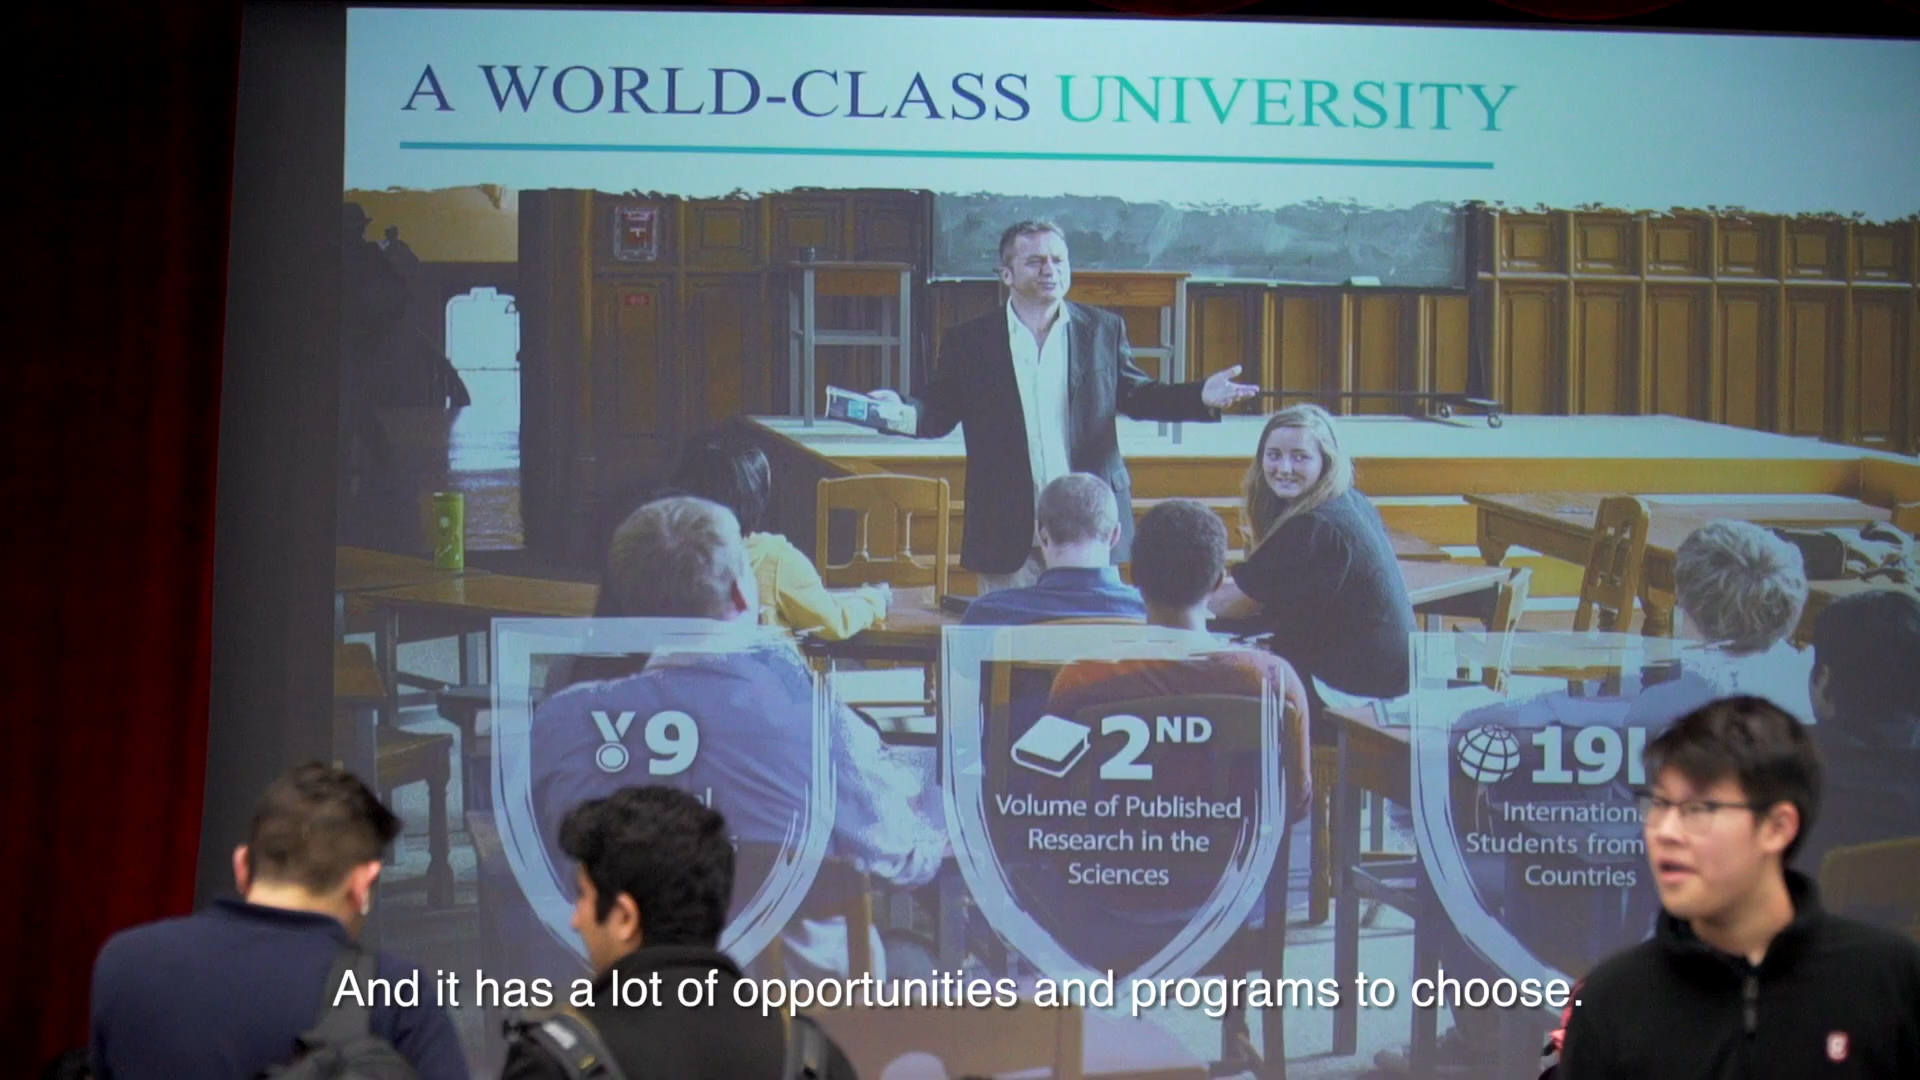 A WORLD-CLASS UNIVERSITY
9
2ND
Volume of Published
Research in the
Sciences
19
Students from
Countries
And it has a lot of opportunities and programs to choose.